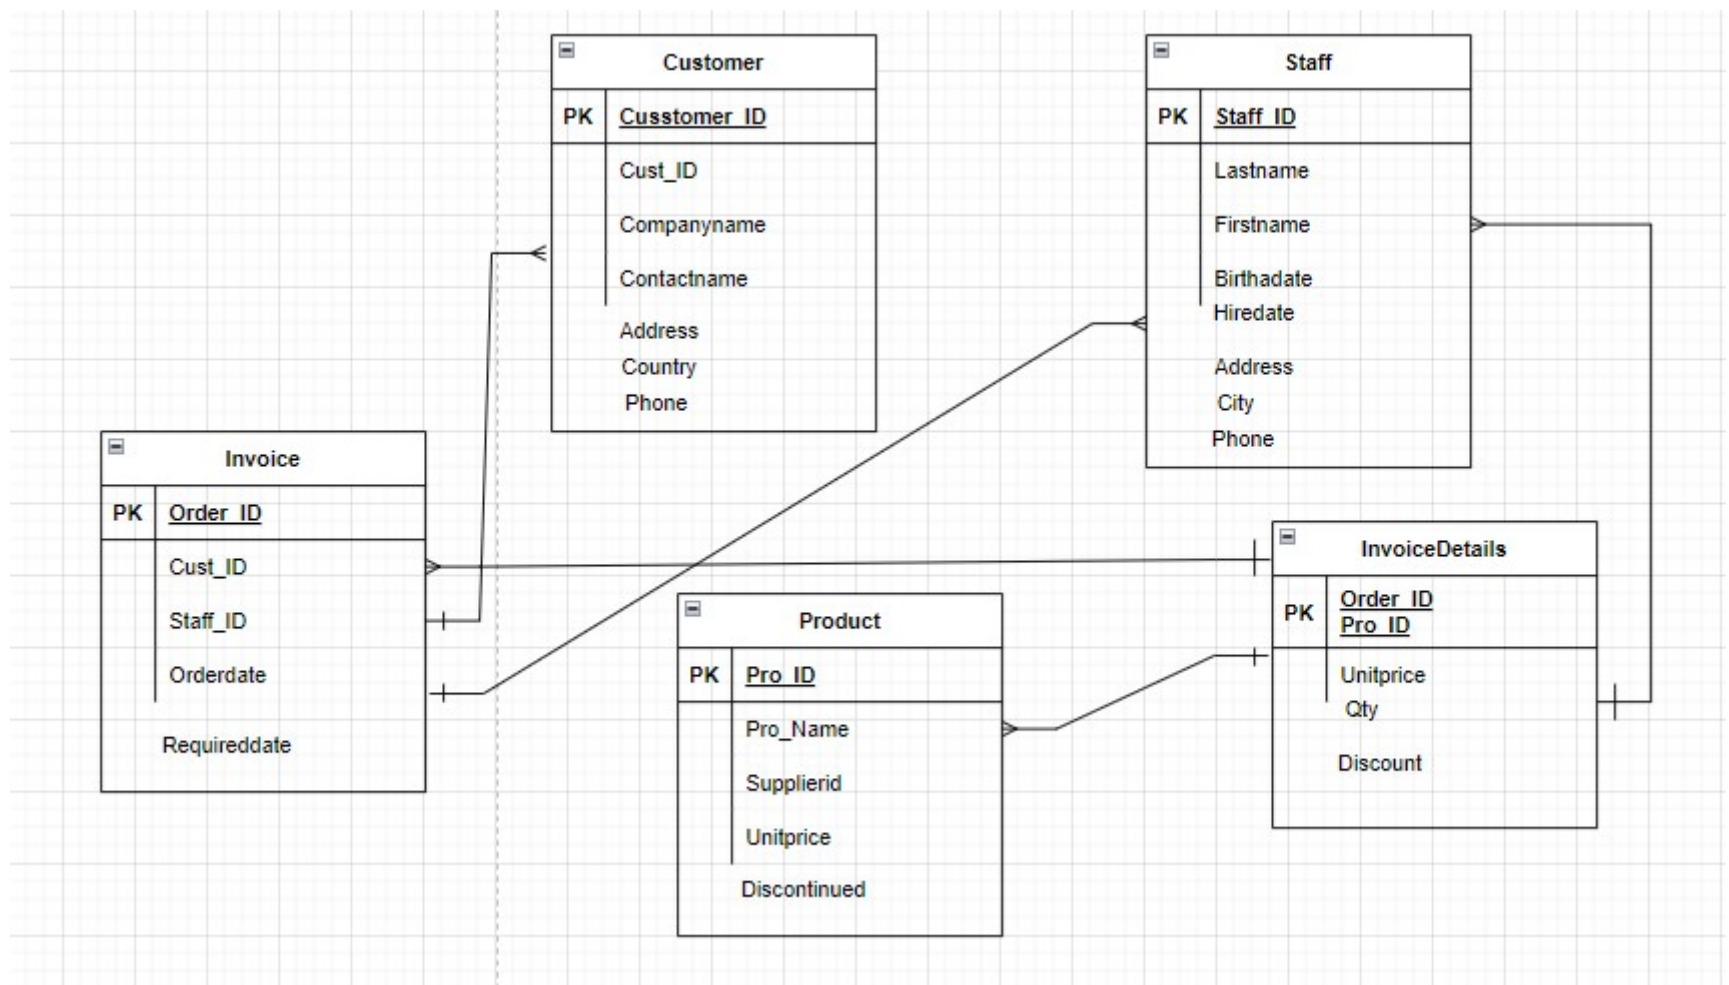 Customer
PK Cusstomer_ID
Cust_ID
Companyname
Contactname
Address
Country
Phone
Staff
PK Staff_ID
Lastname
Firstname
Birthadate
Hiredate
Address
City
Phone
Invoice
PK Order_ID
Cust_ID
Staff_ID
Orderdate
Requireddate
Product
PK Pro_ID
Pro_Name
Supplierid
Unitprice
Discontinued
InvoiceDetails
PK Order_ID
Pro_ID
Unitprice
Qty
Discount